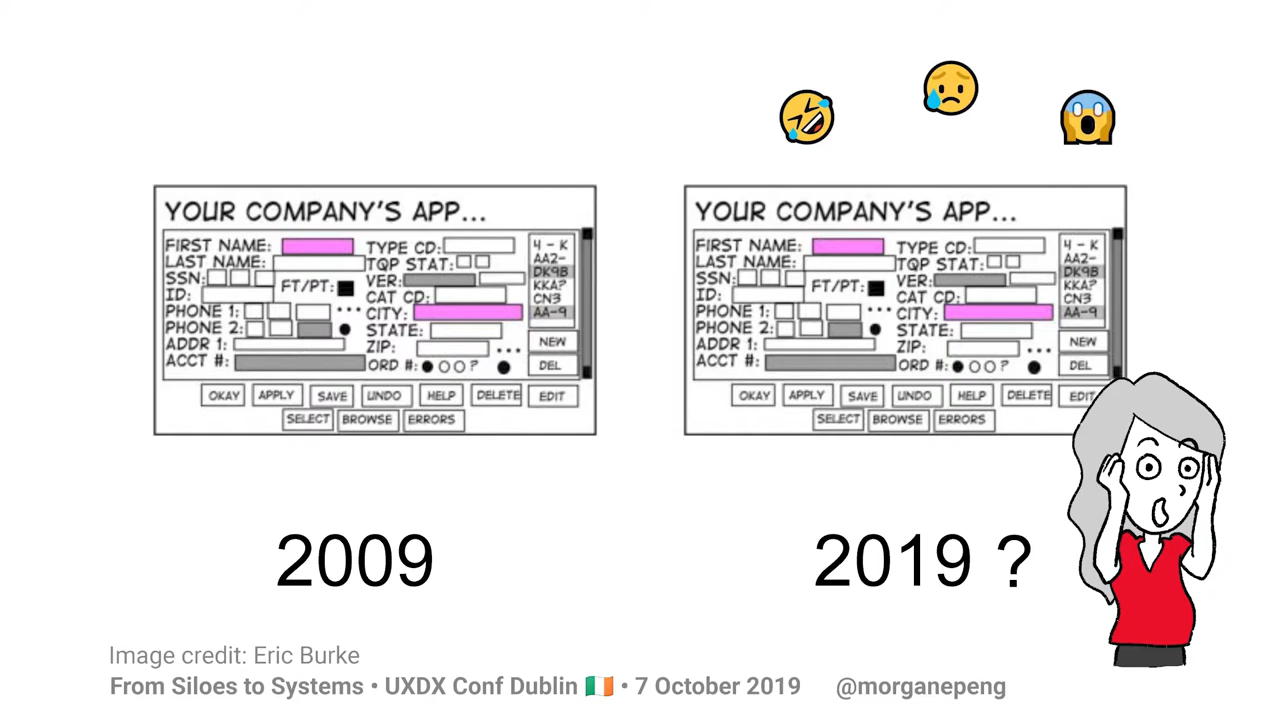 YOUR COMPANY'S APP...
FIRST NAME:
LAST NAME:
SSN:
ID:
FT/PT:
PHONE 1:
PHONE 2:
ADDR 1:
ACCT #:
TYPE CD:
TQP STAT:
VER:
CAT CD:
CITY:
STATE:
ZIP:
ORD #: ?
4 - K
AA2-
DK9B
KKA?
CN3
AA-9
NEW
DEL
OKAY APPLY SAVE UNDO HELP DELETE EDIT
SELECT BROWSE ERRORS
YOUR COMPANY'S APP...
FIRST NAME:
LAST NAME:
SSN:
ID:
FT/PT:
PHONE 1:
PHONE 2:
ADDR 1:
ACCT #:
TYPE CD:
TQP STAT:
VER:
CAT CD:
CITY:
STATE:
ZIP:
ORD #: ?
4 - K
AA2-
DK9B
KKA?
CN3
AA-9
NEW
DEL
OKAY APPLY SAVE UNDO HELP DELETE EDIT
SELECT BROWSE ERRORS
2009
2019 ?
Image credit: Eric Burke
From Siloes to Systems • UXDX Conf Dublin 🇮🇪 • 7 October 2019 @morganepeng